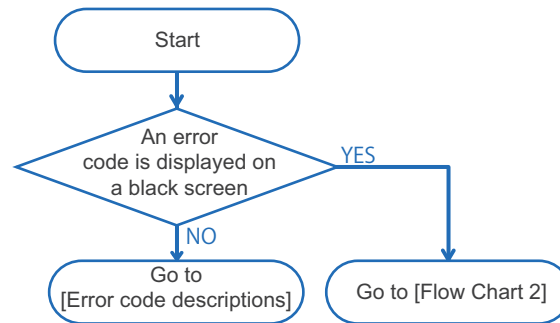 Start
An error
code is displayed on
a black screen
YES
NO
Go to
[Error code descriptions]
Go to [Flow Chart 2]